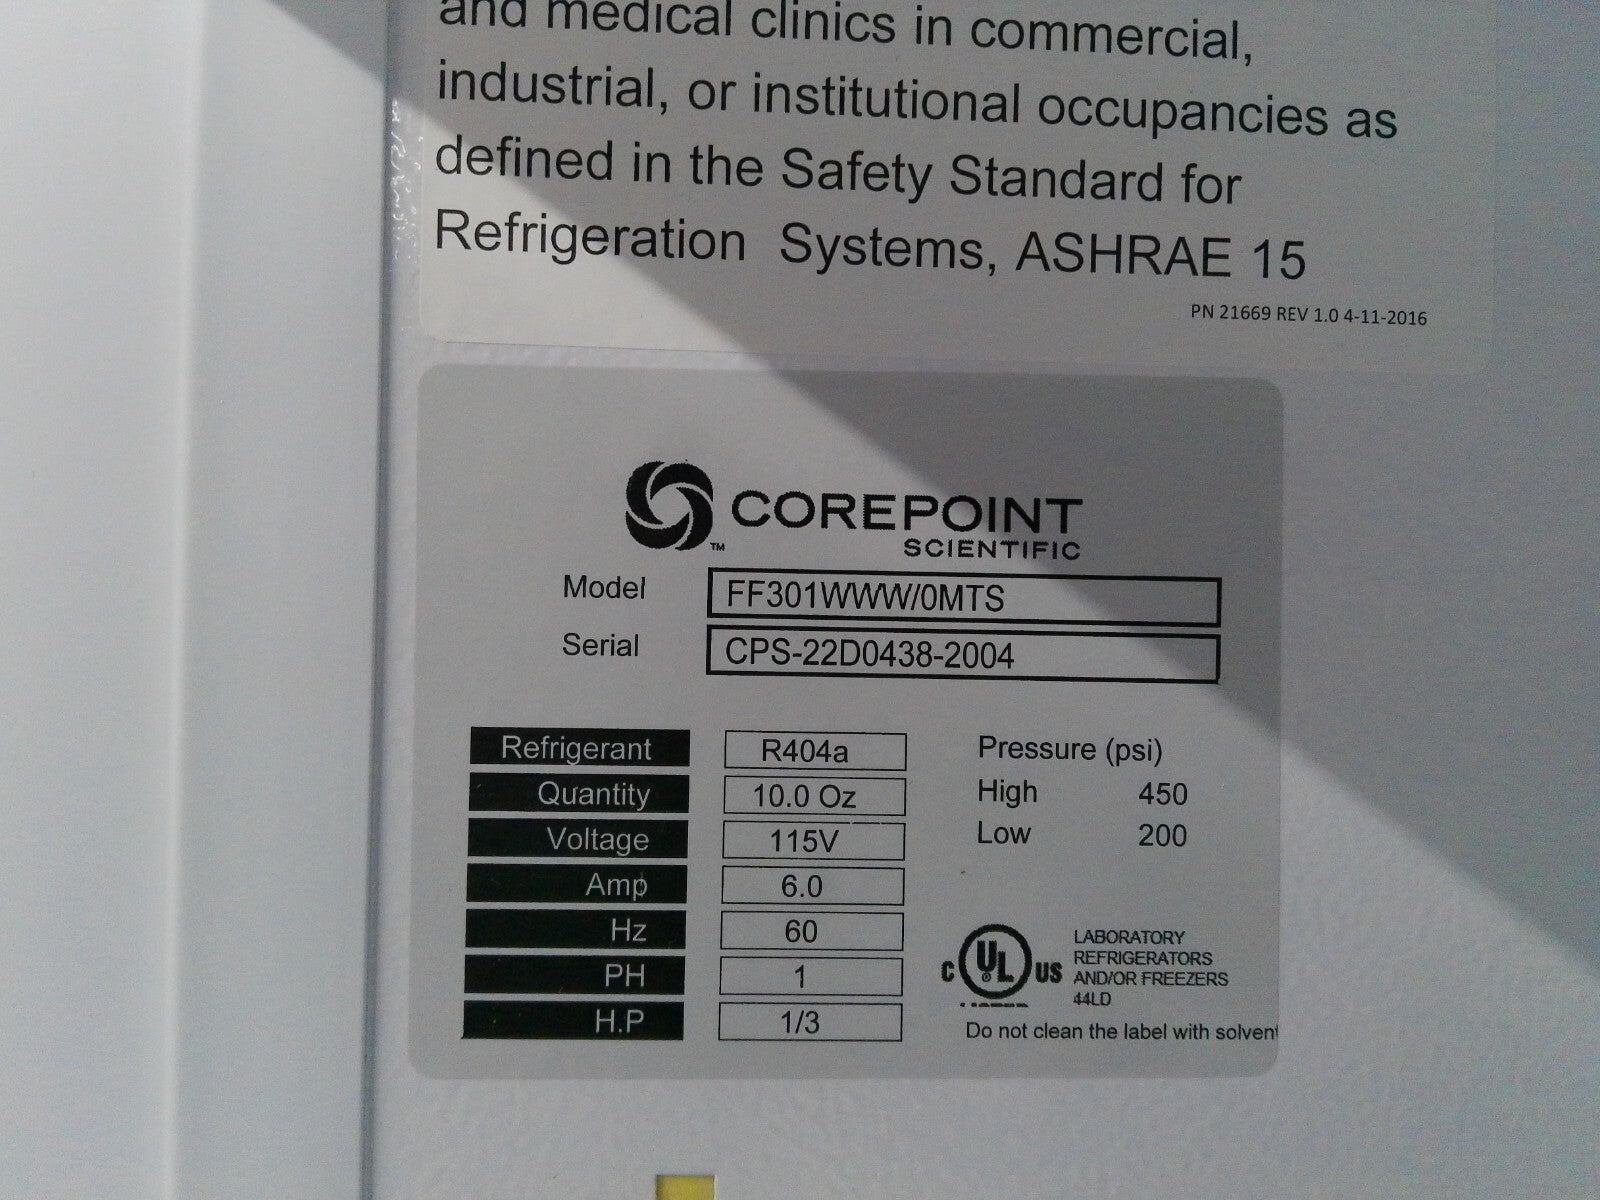 and medical clinics in commercial,
industrial, or institutional occupancies as
defined in the Safety Standard for
Refrigeration Systems, ASHRAE 15
PN 21669 REV 1.0 4-11-2016
COREPOINT
SCIENTIFIC
TM
Model FF301WWW/0MTS
Serial CPS-22D0438-2004
Refrigerant R404a
Quantity 10.0 Oz
Voltage 115V
Amp 6.0
Hz 60
PH 1
H.P 1/3
Pressure (psi)
High 450
Low 200
C UL US
LABORATORY
REFRIGERATORS
AND/OR FREEZERS
44LD
Do not clean the label with solvent